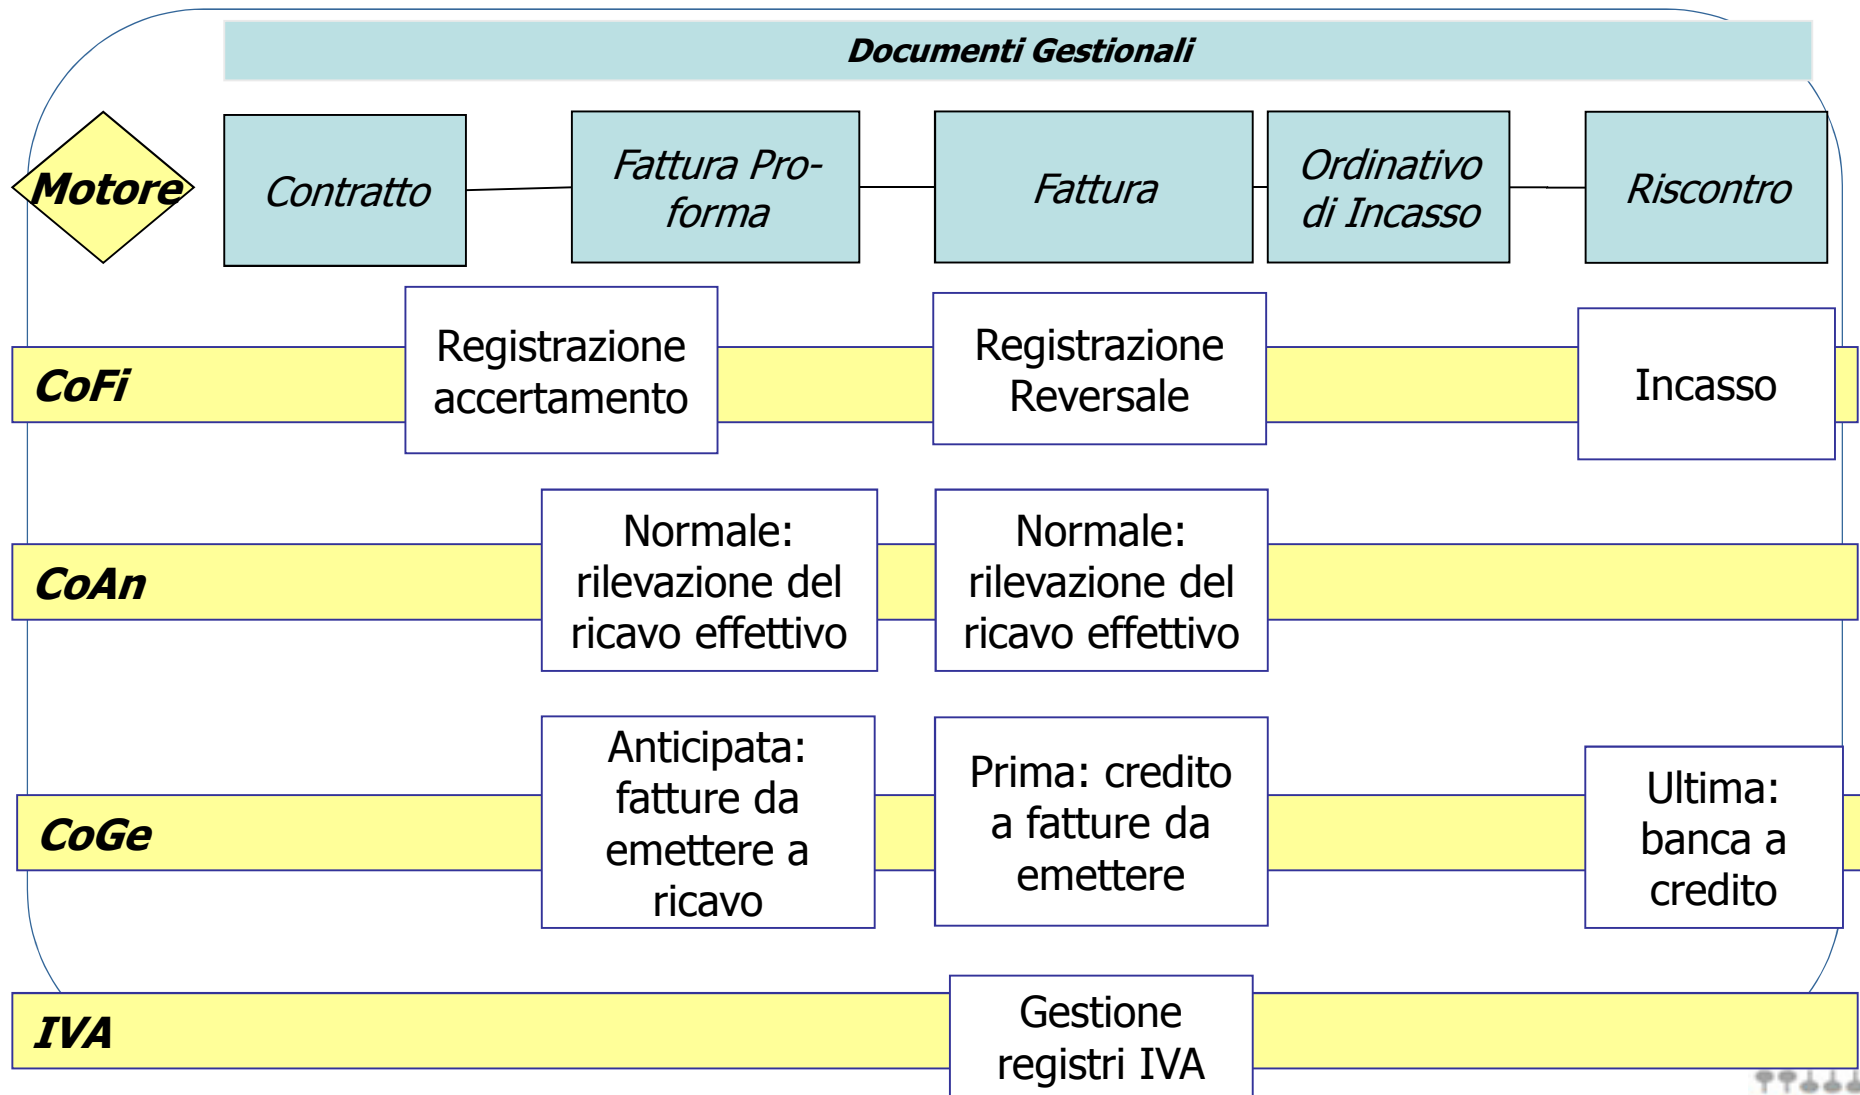 Documenti Gestionali
Motore
Contratto
Fattura Pro-
forma
Fattura
Ordinativo
di Incasso
Riscontro
CoFi
Registrazione
accertamento
Registrazione
Reversale
Incasso
CoAn
Normale:
rilevazione del
ricavo effettivo
Normale:
rilevazione del
ricavo effettivo
CoGe
Anticipata:
fatture da
emettere a
ricavo
Prima: credito
a fatture da
emettere
Ultima:
banca a
credito
IVA
Gestione
registri IVA